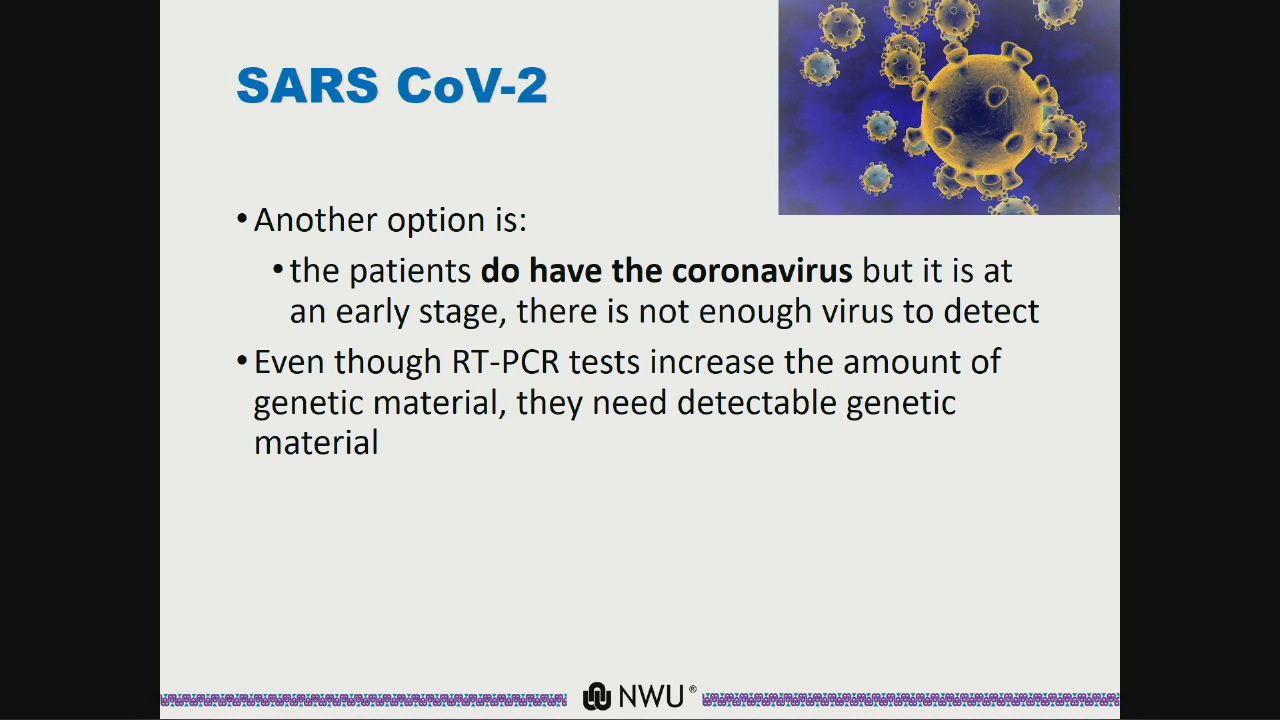 SARS CoV-2
• Another option is:
• the patients do have the coronavirus but it is at
an early stage, there is not enough virus to detect
• Even though RT-PCR tests increase the amount of
genetic material, they need detectable genetic
material
NWU®